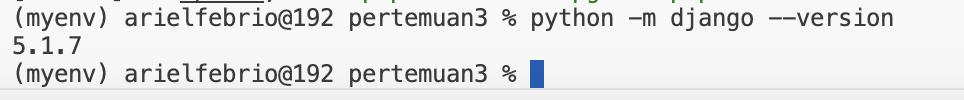 (myenv) arielfebrio@192 pertemuan3 % python -m django --version
5.1.7
(myenv) arielfebrio@192 pertemuan3 %